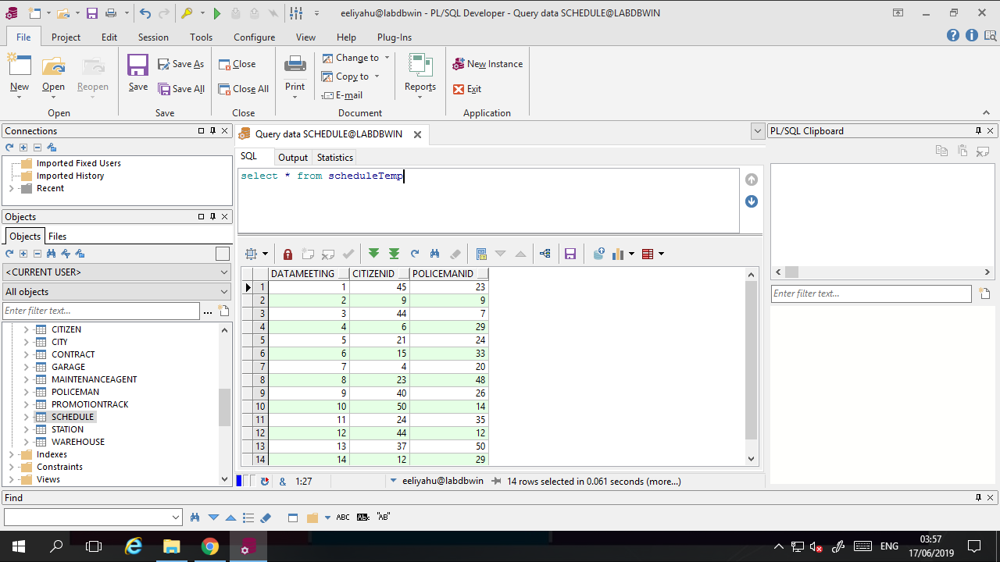 eeliyahu@labdbwin - PL/SQL Developer - Query data SCHEDULE@LABDBWIN
File Project Edit Session Tools Configure View Help Plug-Ins
New Open Reopen Save Save As Save All Close Close All Print Change to Copy to E-mail Reports New Instance Exit
Open Save Close Document Application
Connections
Imported Fixed Users
Imported History
Recent
Objects
Objects Files
<CURRENT USER>
All objects
Enter filter text...
CITIZEN
CITY
CONTRACT
GARAGE
MAINTENANCEAGENT
POLICEMAN
PROMOTIONTRACK
SCHEDULE
STATION
WAREHOUSE
Indexes
Constraints
Views
Query data SCHEDULE@LABDBWIN
SQL Output Statistics
select * from scheduleTemp
DATAMEETING CITIZENID POLICEMANID
1 1 45 23
2 2 9 9
3 3 44 7
4 4 6 29
5 5 21 24
6 6 15 33
7 7 4 20
8 8 23 48
9 9 40 26
10 10 50 14
11 11 24 35
12 12 44 12
13 13 37 50
14 14 12 29
& 1:27 eeliyahu@labdbwin 14 rows selected in 0.061 seconds (more...)
PL/SQL Clipboard
Enter filter text...
Find
ABC AB: "AB"
ENG
03:57
17/06/2019